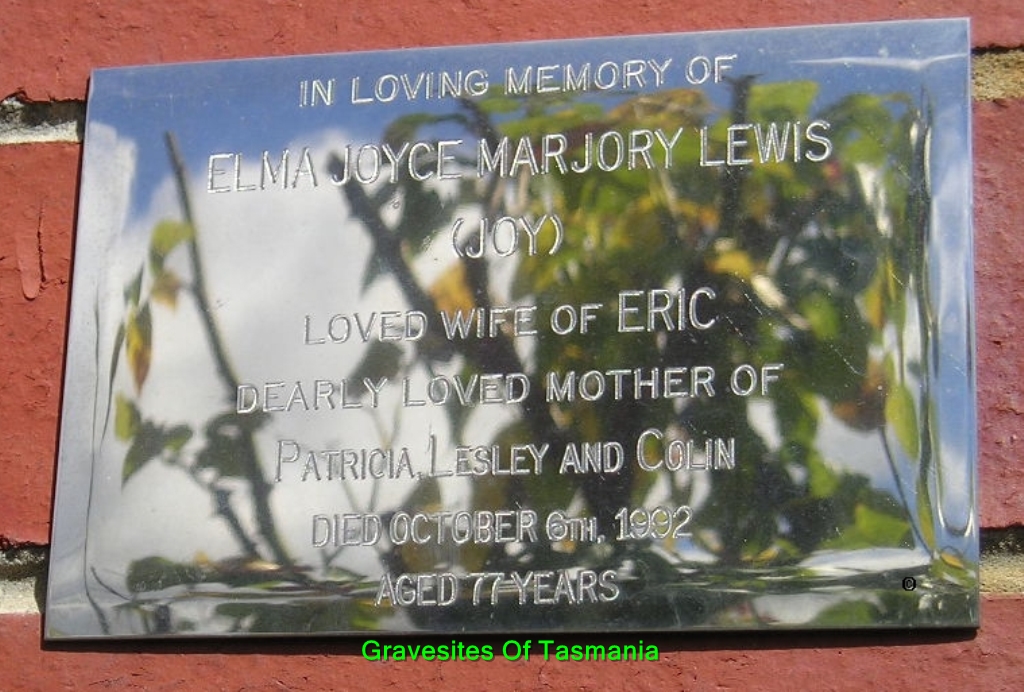 IN LOVING MEMORY OF
ELMA JOYCE MARJORY LEWIS
(JOY)
LOVED WIFE OF ERIC
DEARLY LOVED MOTHER OF
PATRICIA, LESLEY AND COLIN
DIED OCTOBER 6TH, 1992
AGED 77 YEARS
©
Gravesites Of Tasmania